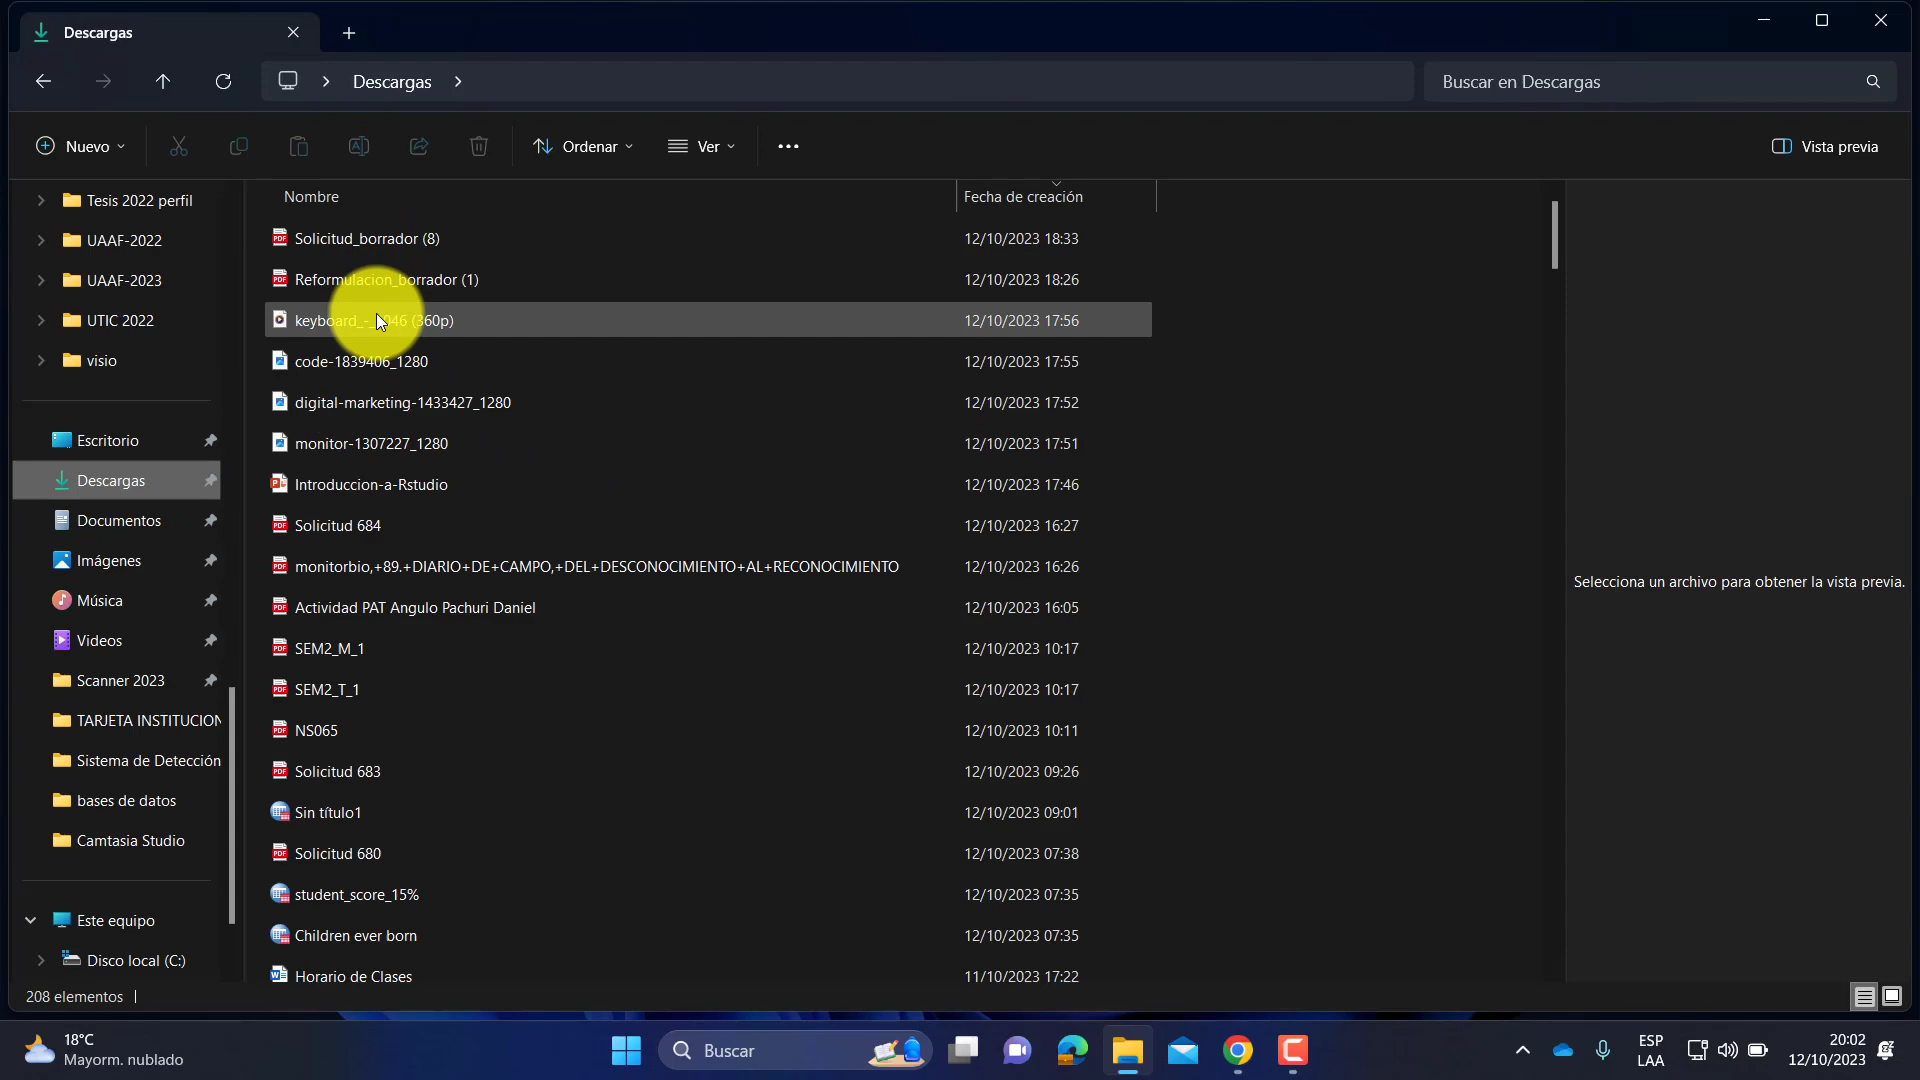 Descargas
Descargas
Buscar en Descargas
Nuevo
Ordenar
Ver
Vista previa
Tesis 2022 perfil
UAAF-2022
UAAF-2023
UTIC 2022
visio
Escritorio
Descargas
Documentos
Imágenes
Música
Videos
Scanner 2023
TARJETA INSTITUCION
Sistema de Detección
bases de datos
Camtasia Studio
Este equipo
Disco local (C:)
Nombre Fecha de creación
Solicitud_borrador (8) 12/10/2023 18:33
Reformulacion_borrador (1) 12/10/2023 18:26
(360p) 12/10/2023 17:56
code-1839406_1280 12/10/2023 17:55
digital-marketing-1433427_1280 12/10/2023 17:52
monitor-1307227_1280 12/10/2023 17:51
Introduccion-a-Rstudio 12/10/2023 17:46
Solicitud 684 12/10/2023 16:27
monitorbio,+89.+DIARIO+DE+CAMPO,+DEL+DESCONOCIMIENTO+AL+RECONOCIMIENTO 12/10/2023 16:26
Actividad PAT Angulo Pachuri Daniel 12/10/2023 16:05
SEM2_M_1 12/10/2023 10:17
SEM2_T_1 12/10/2023 10:17
NS065 12/10/2023 10:11
Solicitud 683 12/10/2023 09:26
Sin título1 12/10/2023 09:01
Solicitud 680 12/10/2023 07:38
student_score_15% 12/10/2023 07:35
Children ever born 12/10/2023 07:35
Horario de Clases 11/10/2023 17:22
Selecciona un archivo para obtener la vista previa.
208 elementos
18°C
Mayorm. nublado
Buscar
ESP
LAA
20:02
12/10/2023